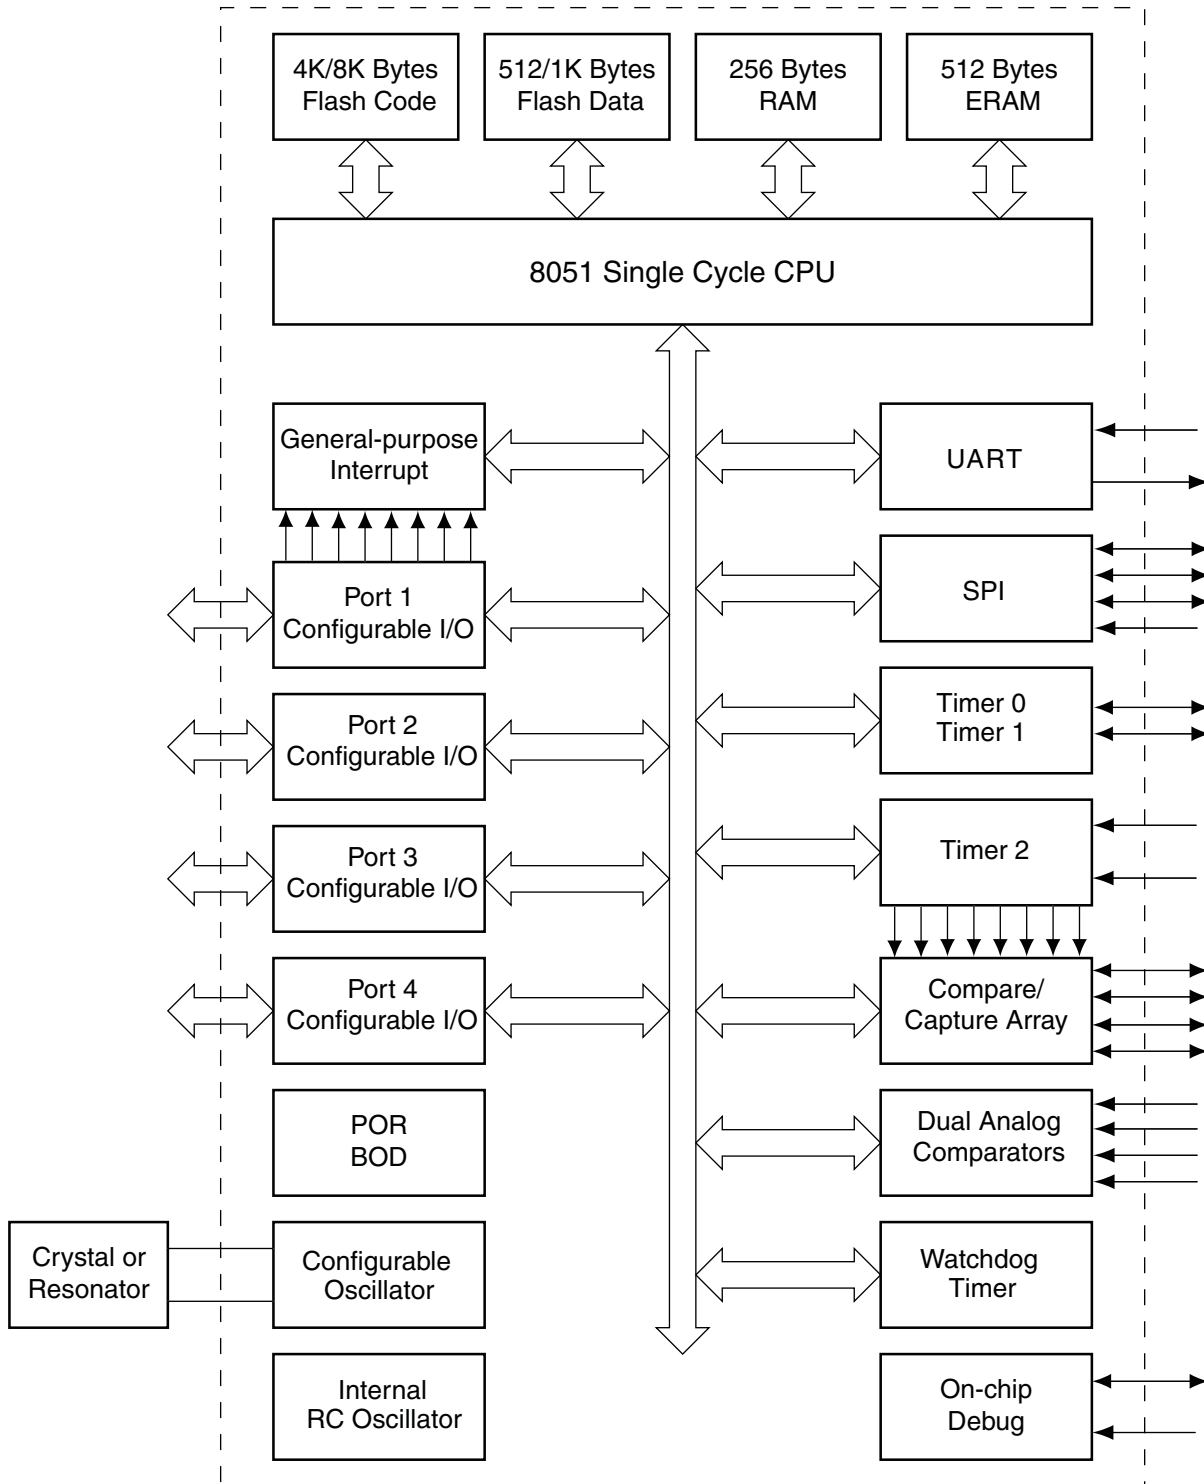 4K/8K Bytes
Flash Code
512/1K Bytes
Flash Data
256 Bytes
RAM
512 Bytes
ERAM
8051 Single Cycle CPU
General-purpose
Interrupt
UART
Port 1
Configurable I/O
SPI
Port 2
Configurable I/O
Timer 0
Timer 1
Port 3
Configurable I/O
Timer 2
Port 4
Configurable I/O
Compare/
Capture Array
POR
BOD
Dual Analog
Comparators
Crystal or
Resonator
Configurable
Oscillator
Watchdog
Timer
Internal
RC Oscillator
On-chip
Debug